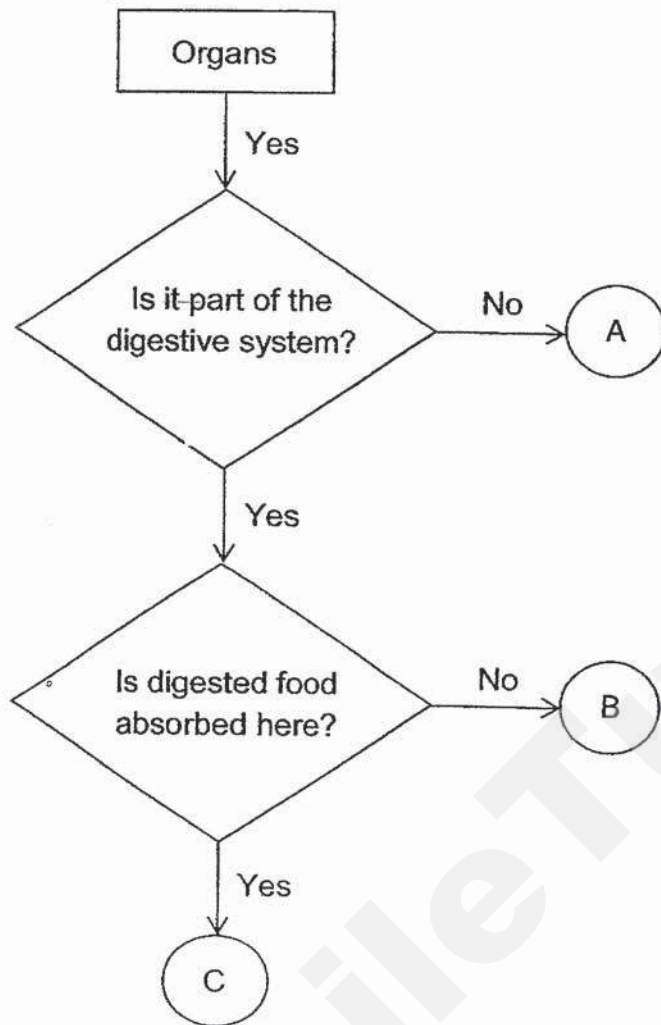 Organs
Yes
Is it part of the
digestive system?
No
A
Yes
Is digested food
absorbed here?
No
B
Yes
C